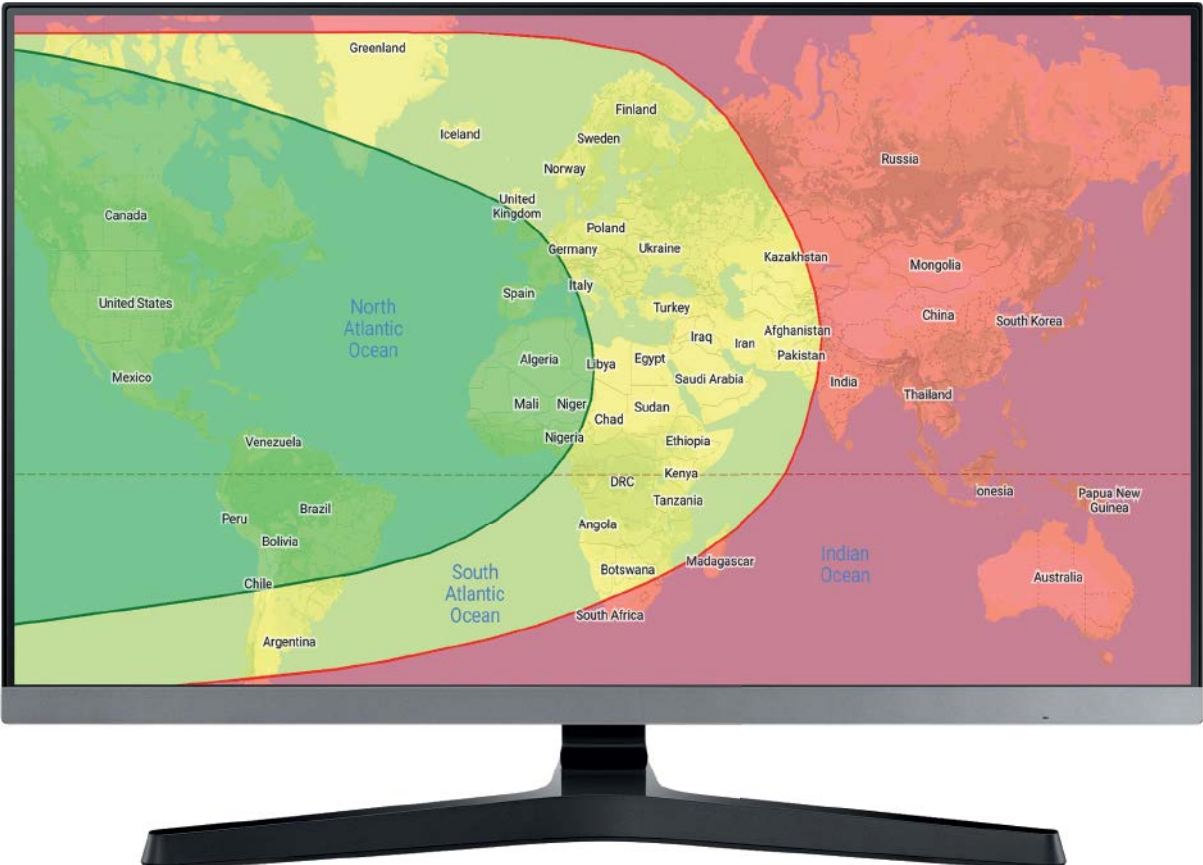 Greenland
Finland
Iceland
Sweden
Russia
Norway
United
Kingdom
Canada
Poland
Germany
Ukraine
Kazakhstan
Mongolia
Italy
Spain
United States
North
Atlantic
Ocean
Turkey
China
South Korea
Iraq
Iran
Afghanistan
Algeria
Libya
Egypt
Pakistan
Mexico
Saudi Arabia
India
Thailand
Mali
Niger
Sudan
Chad
Venezuela
Nigeria
Ethiopia
DRC
Kenya
onesia
Papua New
Guinea
Tanzania
Brazil
Peru
Angola
Bolivia
Madagascar
Indian
Ocean
South
Atlantic
Ocean
Botswana
Australia
Chile
South Africa
Argentina